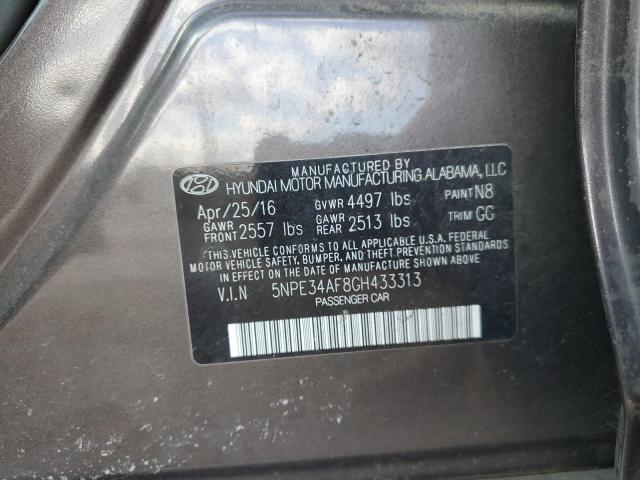 MANUFACTURED BY
HYUNDAI MOTOR MANUFACTURING ALABAMA, LLC
Apr/25/16 GVWR 4497 lbs PAINT N8
GAWR FRONT 2557 lbs GAWR REAR 2513 lbs TRIM GG
THIS VEHICLE CONFORMS TO ALL APPLICABLE U.S.A. FEDERAL
MOTOR VEHICLE SAFETY, BUMPER, AND THEFT PREVENTION STANDARDS
IN EFFECT ON THE DATE OF MANUFACTURE SHOWN ABOVE
V.I.N 5NPE34AF8GH433313
PASSENGER CAR